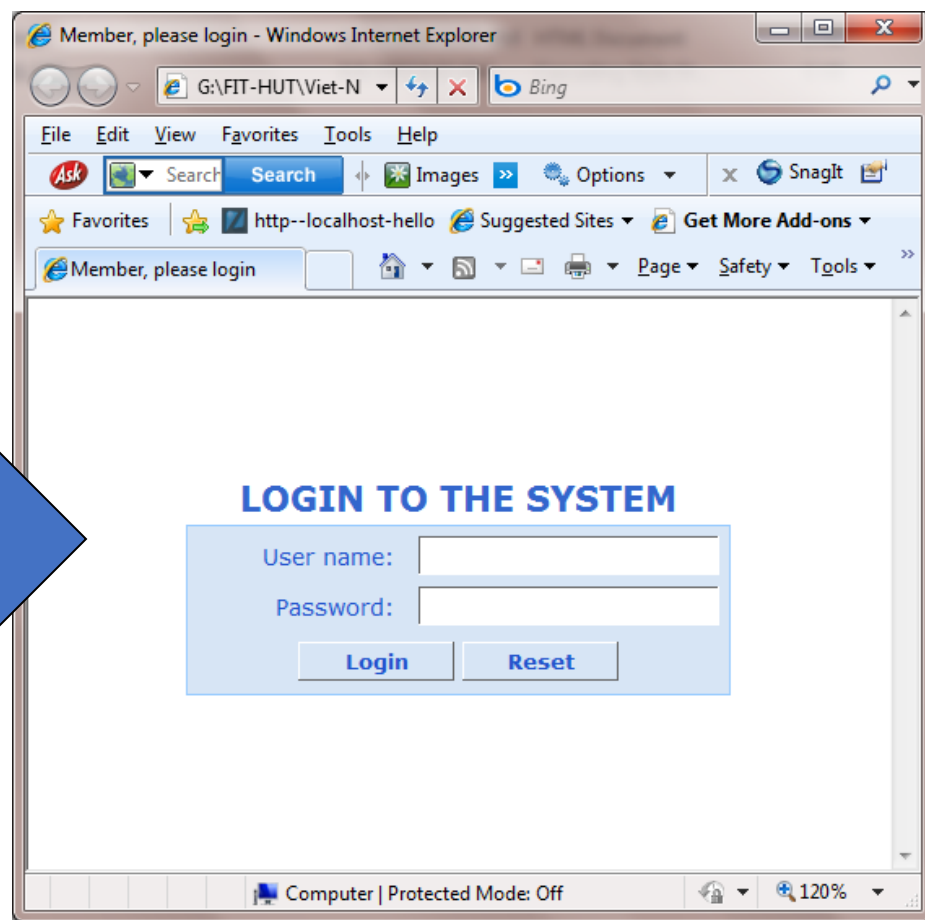 Member, please login - Windows Internet Explorer
G:\FIT-HUT\Viet-N
Bing
File Edit View Favorites Tools Help
Ask Search Search Images Options x SnagIt
Favorites http--localhost-hello Suggested Sites Get More Add-ons
Member, please login Page Safety Tools
LOGIN TO THE SYSTEM
User name:
Password:
Login Reset
Computer | Protected Mode: Off 120%